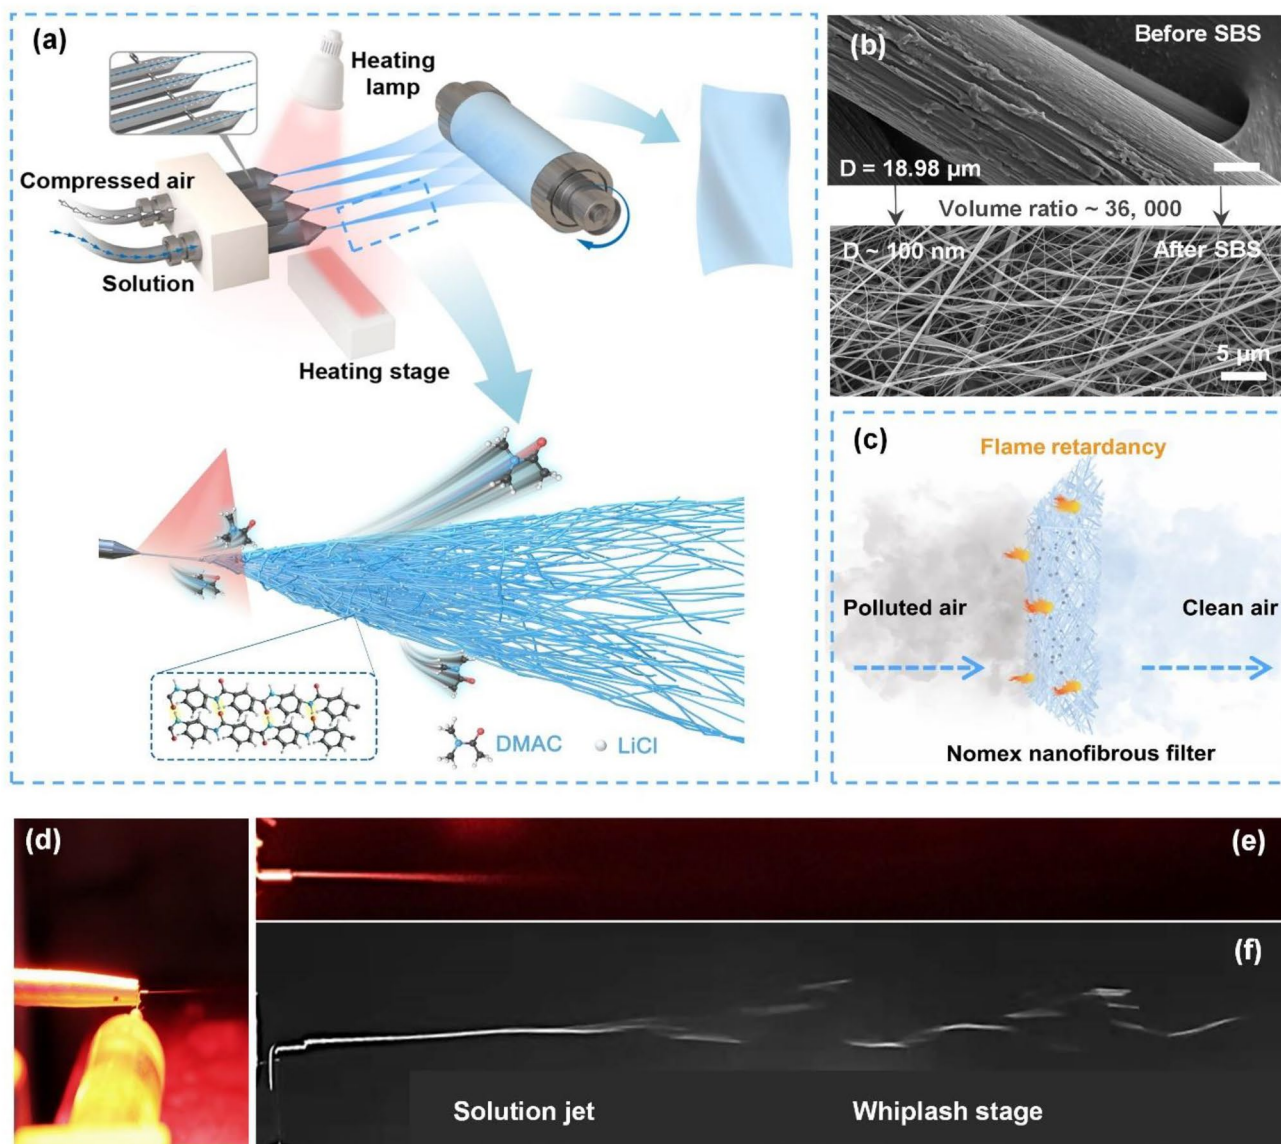 (a)
Heating
lamp
Compressed air
Solution
Heating stage
DMAC
LiCl
(b)
Before SBS
D = 18.98 μm
Volume ratio ~ 36, 000
D ~ 100 nm
After SBS
5 μm
(c)
Flame retardancy
Polluted air
Clean air
Nomex nanofibrous filter
(d)
(e)
(f)
Solution jet
Whiplash stage